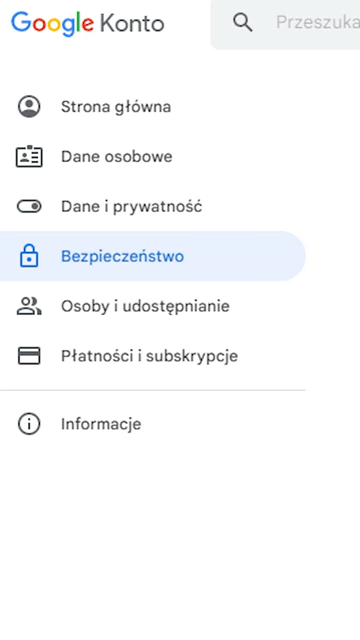 Google Konto
Przeszuka
Strona główna
Dane osobowe
Dane i prywatność
Bezpieczeństwo
Osoby i udostępnianie
Płatności i subskrypcje
Informacje